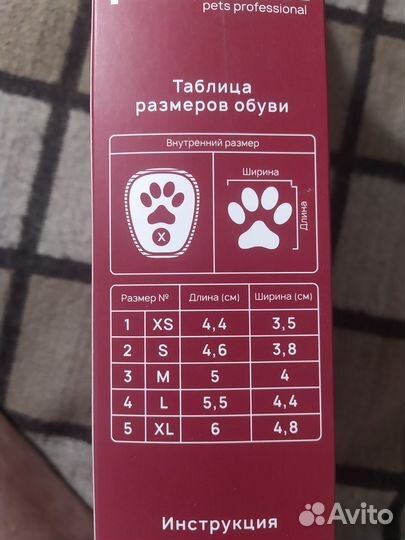 pets professional
Таблица
размеров обуви
Внутренний размер
X
Ширина
Длина
Размер № Длина (см) Ширина (см)
1 XS 4,4 3,5
2 S 4,6 3,8
3 M 5 4
4 L 5,5 4,4
5 XL 6 4,8
Инструкция
Avito